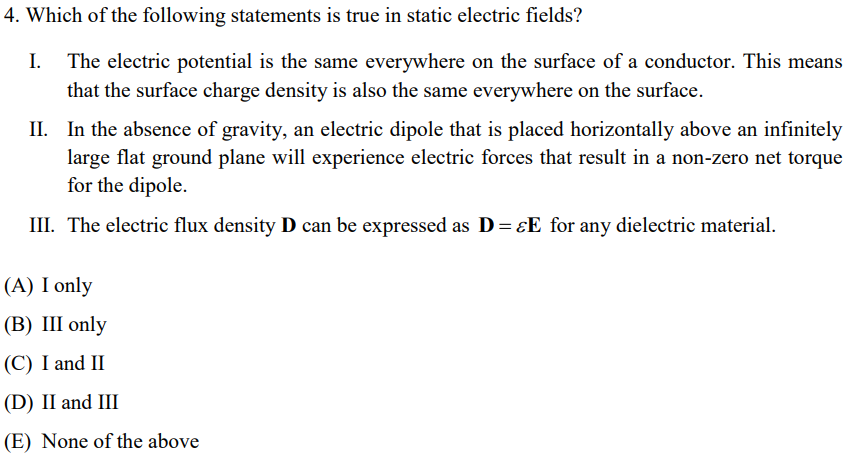 4. Which of the following statements is true in static electric fields?
I. The electric potential is the same everywhere on the surface of a conductor. This means
that the surface charge density is also the same everywhere on the surface.
II. In the absence of gravity, an electric dipole that is placed horizontally above an infinitely
large flat ground plane will experience electric forces that result in a non-zero net torque
for the dipole.
III. The electric flux density D can be expressed as D = εE for any dielectric material.
(A) I only
(B) III only
(C) I and II
(D) II and III
(E) None of the above